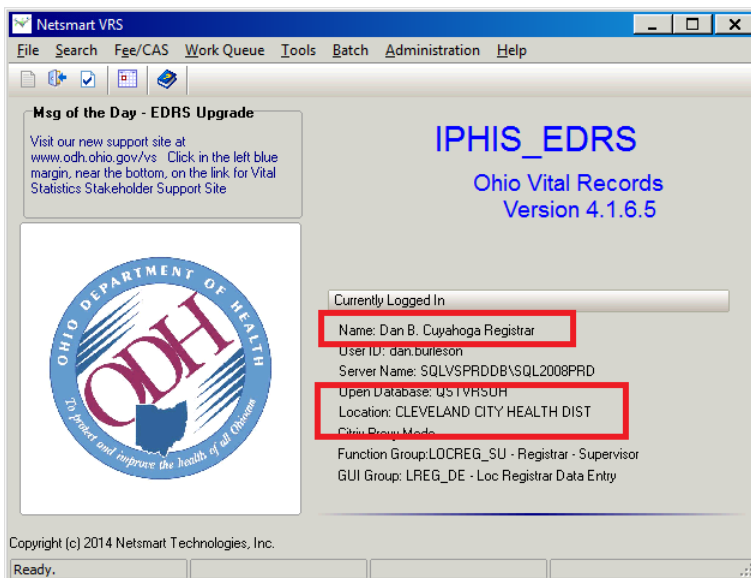 Netsmart VRS
File Search Fee/CAS Work Queue Tools Batch Administration Help
Msg of the Day - EDRS Upgrade
Visit our new support site at
www.odh.ohio.gov/vs Click in the left blue
margin, near the bottom, on the link for Vital
Statistics Stakeholder Support Site
IPHIS_EDRS
Ohio Vital Records
Version 4.1.6.5
OHIO DEPARTMENT OF HEALTH
ODH
To protect and improve the health of all Ohioans
Currently Logged In
Name: Dan B. Cuyahoga Registrar
User ID: dan.burleson
Server Name: SQLVSPRDDB\SQL2008PRD
Open Database: QSTVRSOH
Location: CLEVELAND CITY HEALTH DIST
Citrix Proxy Mode
Function Group:LOCREG_SU - Registrar - Supervisor
GUI Group: LREG_DE - Loc Registrar Data Entry
Copyright (c) 2014 Netsmart Technologies, Inc.
Ready.